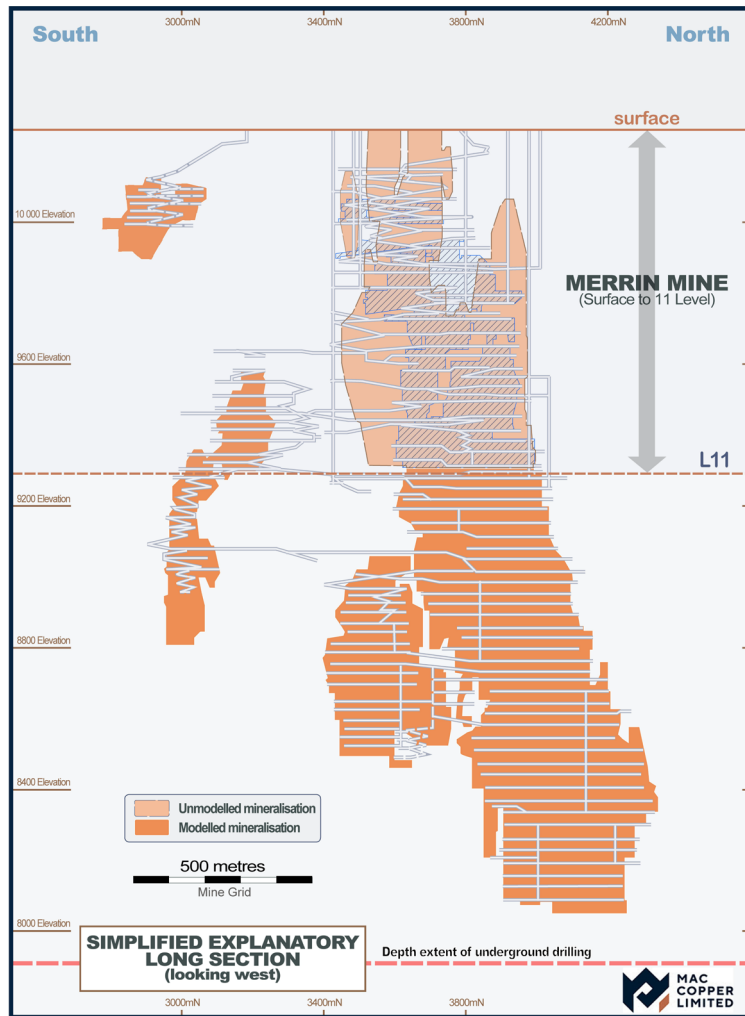 3000mN 3400mN 3800mN 4200mN
South North
surface
10 000 Elevation
MERRIN MINE
(Surface to 11 Level)
9600 Elevation
L11
9200 Elevation
8800 Elevation
8400 Elevation
Unmodelled mineralisation
Modelled mineralisation
500 metres
Mine Grid
8000 Elevation
SIMPLIFIED EXPLANATORY
LONG SECTION
(looking west)
Depth extent of underground drilling
MAC
COPPER
LIMITED
3000mN 3400mN 3800mN